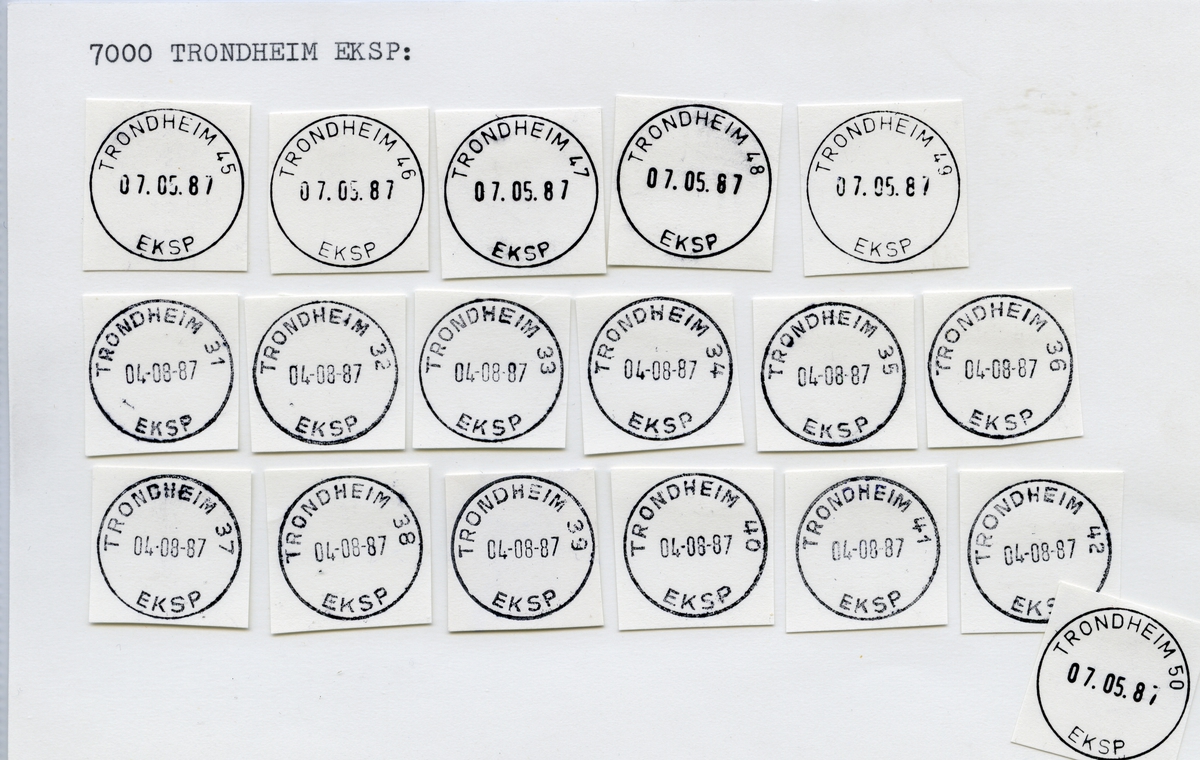 7000 TRONDHEIM EKSP:
TRONDHEIM 45
07.05.87
EKSP
TRONDHEIM 46
07.05.87
EKSP
TRONDHEIM 47
07.05.87
EKSP
TRONDHEIM 48
07.05.87
EKSP
TRONDHEIM 49
07.05.87
EKSP
TRONDHEIM 31
04-08-87
EKSP
TRONDHEIM 32
04-08-87
EKSP
TRONDHEIM 33
04-08-87
EKSP
TRONDHEIM 34
04-08-87
EKSP
TRONDHEIM 35
04-08-87
EKSP
TRONDHEIM 36
04-08-87
EKSP
TRONDHEIM 37
04-08-87
EKSP
TRONDHEIM 38
04-08-87
EKSP
TRONDHEIM 39
04-08-87
EKSP
TRONDHEIM 40
04-08-87
EKSP
TRONDHEIM 41
04-08-87
EKSP
TRONDHEIM 42
04-08-87
EKS
TRONDHEIM 50
07.05.87
EKSP